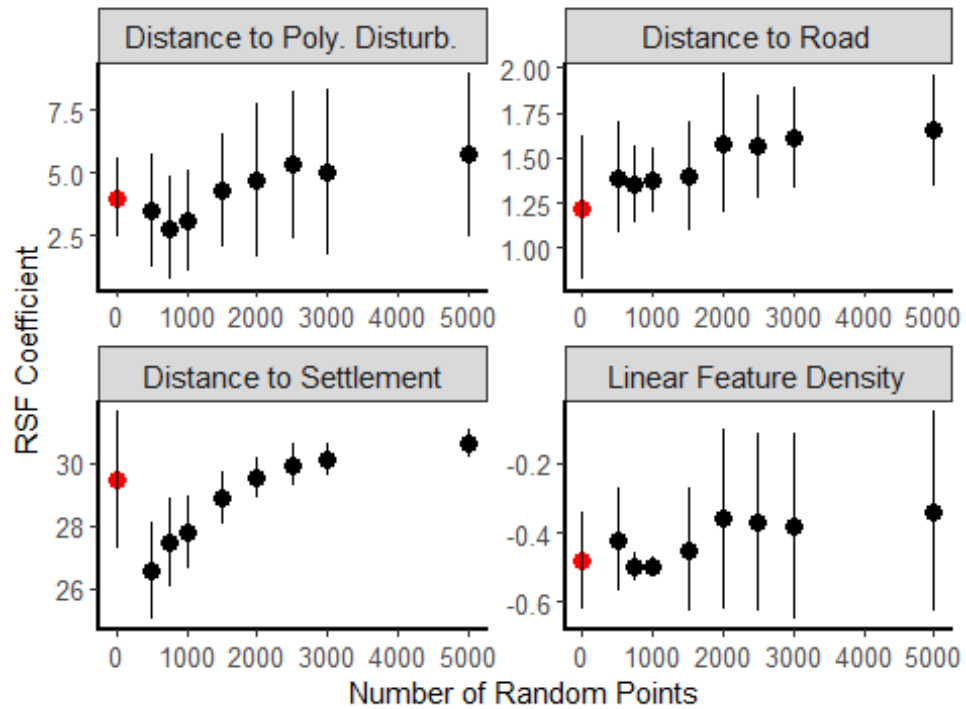 Distance to Poly. Disturb.
Distance to Road
7.5
5.0
2.5
2.00
1.75
1.50
1.25
1.00
0 1000 2000 3000 4000 5000
0 1000 2000 3000 4000 5000
RSF Coefficient
Distance to Settlement
Linear Feature Density
30
28
26
-0.2
-0.4
-0.6
0 1000 2000 3000 4000 5000
0 1000 2000 3000 4000 5000
Number of Random Points